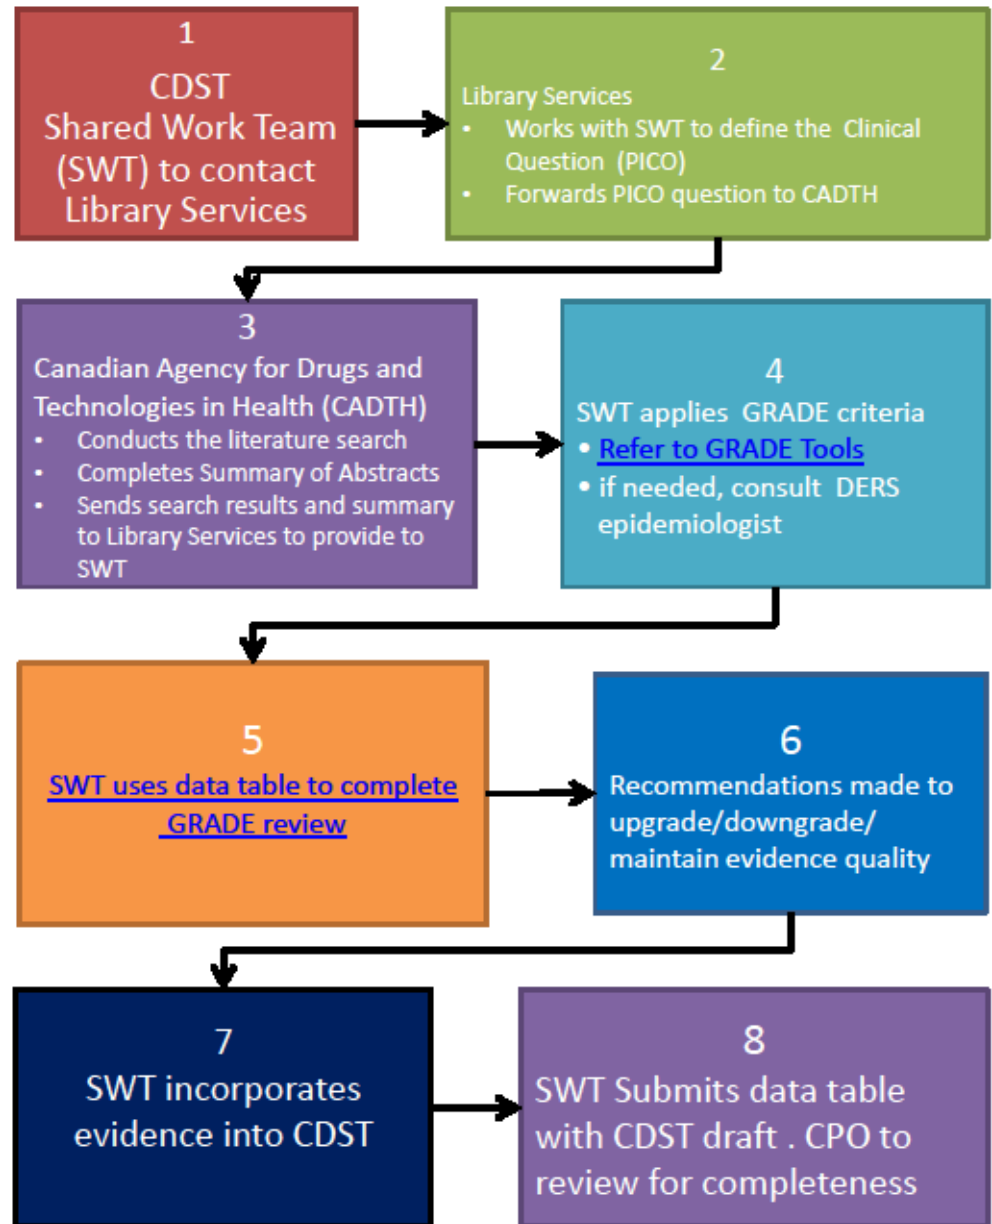 1
CDST
Shared Work Team
(SWT) to contact
Library Services
2
Library Services
• Works with SWT to define the Clinical
Question (PICO)
• Forwards PICO question to CADTH
3
Canadian Agency for Drugs and
Technologies in Health (CADTH)
• Conducts the literature search
• Completes Summary of Abstracts
• Sends search results and summary
to Library Services to provide to
SWT
4
SWT applies GRADE criteria
• Refer to GRADE Tools
• if needed, consult DERS
epidemiologist
5
SWT uses data table to complete
GRADE review
6
Recommendations made to
upgrade/downgrade/
maintain evidence quality
7
SWT incorporates
evidence into CDST
8
SWT Submits data table
with CDST draft . CPO to
review for completeness